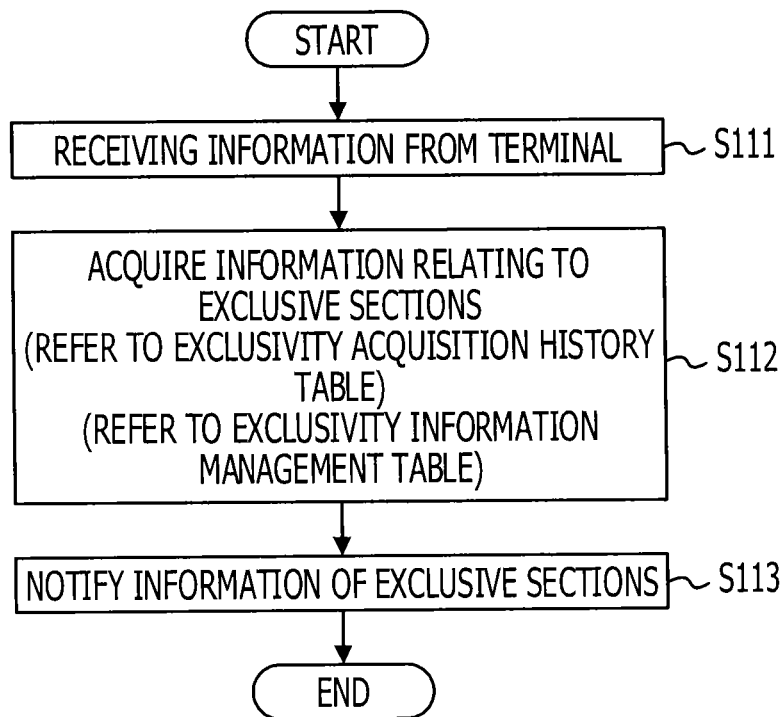 START
RECEIVING INFORMATION FROM TERMINAL
S111
ACQUIRE INFORMATION RELATING TO
EXCLUSIVE SECTIONS
(REFER TO EXCLUSIVITY ACQUISITION HISTORY
TABLE)
(REFER TO EXCLUSIVITY INFORMATION
MANAGEMENT TABLE)
S112
NOTIFY INFORMATION OF EXCLUSIVE SECTIONS
S113
END